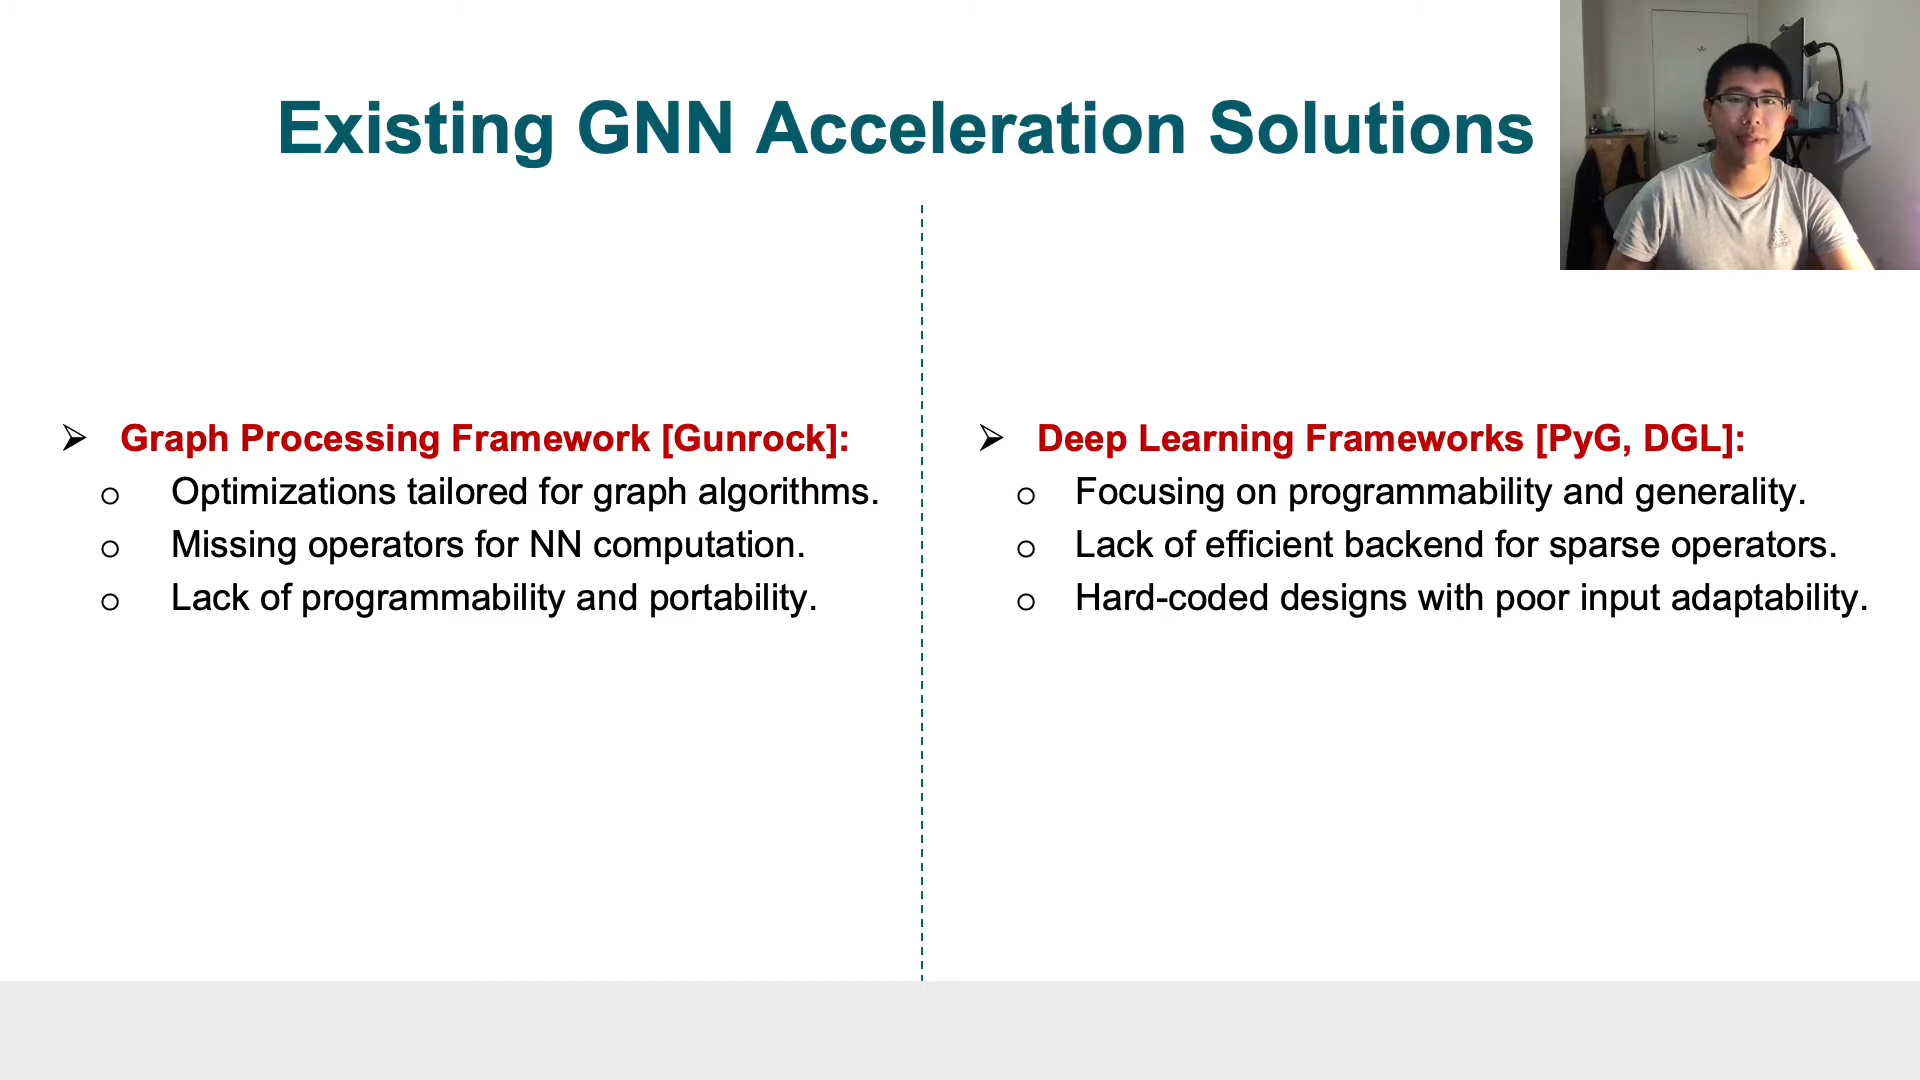 Existing GNN Acceleration Solutions
➢ Graph Processing Framework [Gunrock]:
o Optimizations tailored for graph algorithms.
o Missing operators for NN computation.
o Lack of programmability and portability.
➢ Deep Learning Frameworks [PyG, DGL]:
o Focusing on programmability and generality.
o Lack of efficient backend for sparse operators.
o Hard-coded designs with poor input adaptability.